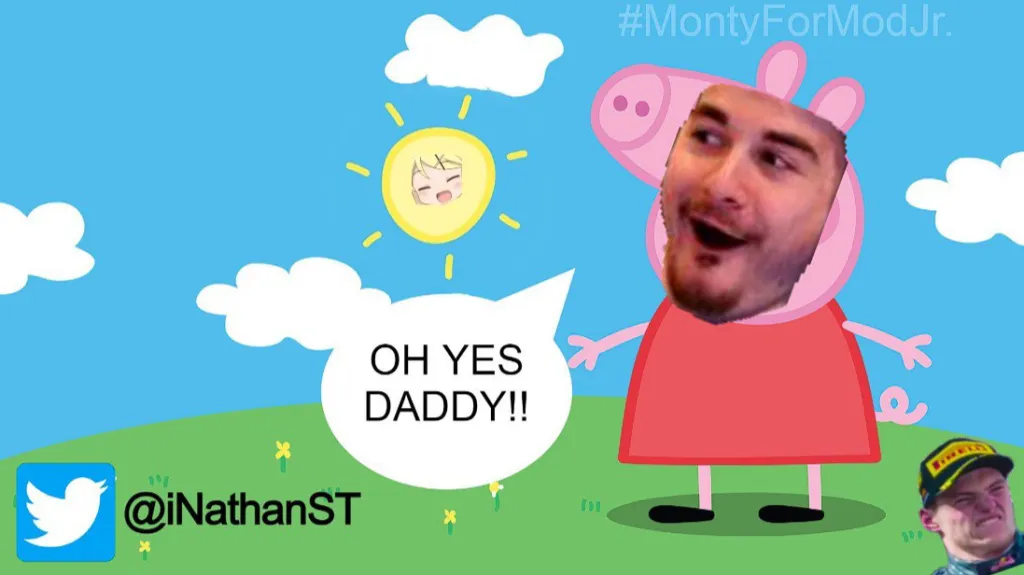 #MontyForModJr.
OH YES
DADDY!!
@iNathanST
PIRELLI